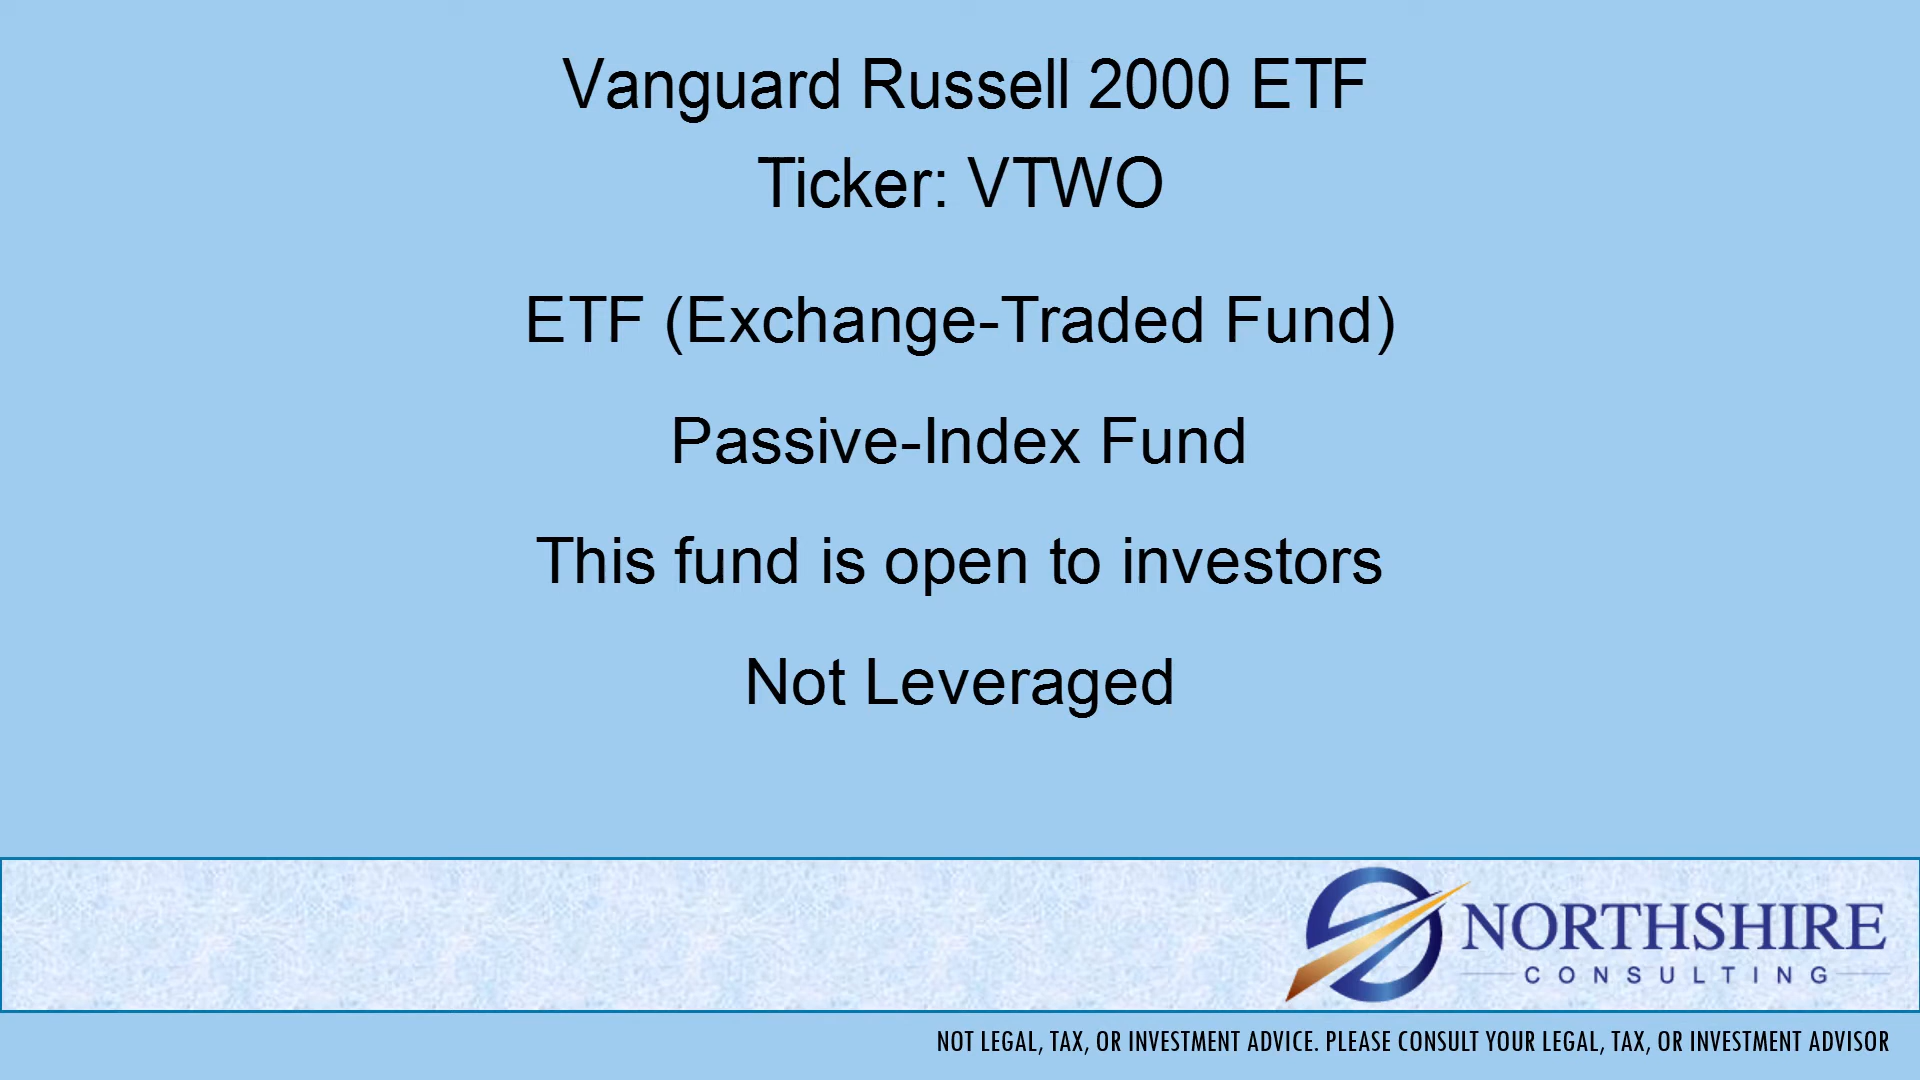 Vanguard Russell 2000 ETF
Ticker: VTWO
ETF (Exchange-Traded Fund)
Passive-Index Fund
This fund is open to investors
Not Leveraged
NORTHSHIRE
CONSULTING
NOT LEGAL, TAX, OR INVESTMENT ADVICE. PLEASE CONSULT YOUR LEGAL, TAX, OR INVESTMENT ADVISOR